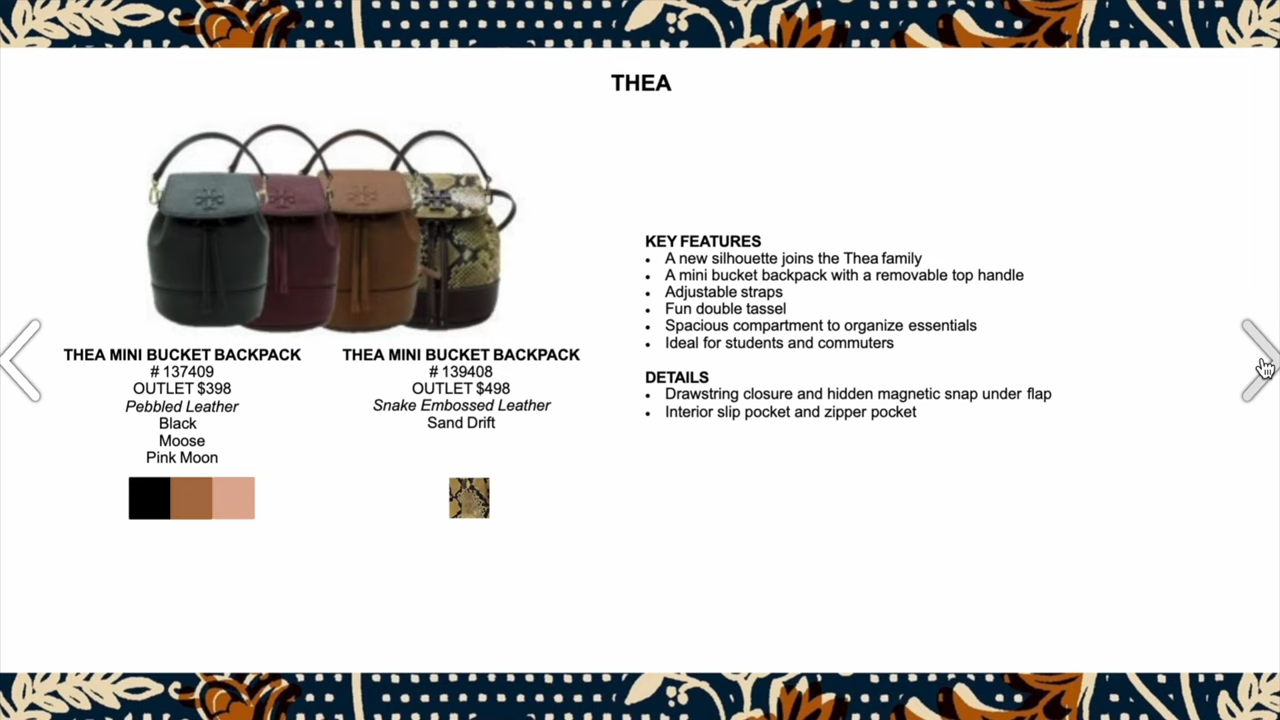 THEA
THEA MINI BUCKET BACKPACK
# 137409
OUTLET $398
Pebbled Leather
Black
Moose
Pink Moon
THEA MINI BUCKET BACKPACK
# 139408
OUTLET $498
Snake Embossed Leather
Sand Drift
KEY FEATURES
• A new silhouette joins the Thea family
• A mini bucket backpack with a removable top handle
• Adjustable straps
• Fun double tassel
• Spacious compartment to organize essentials
• Ideal for students and commuters
DETAILS
• Drawstring closure and hidden magnetic snap under flap
• Interior slip pocket and zipper pocket